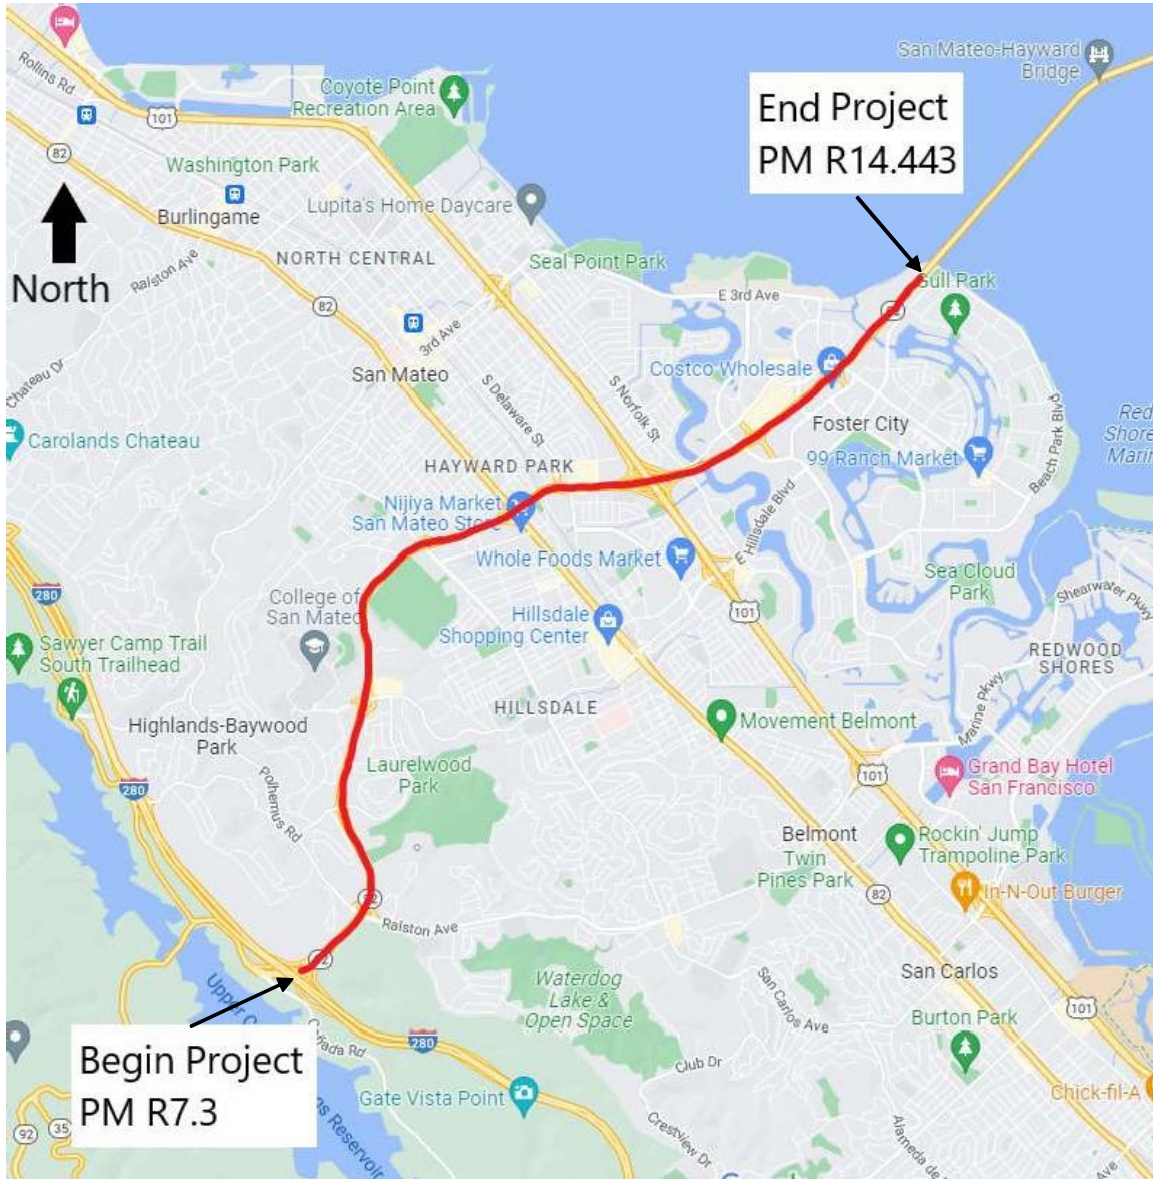 San Mateo-Hayward
Bridge
Rollins Rd
Coyote Point
Recreation Area
101
End Project
PM R14.443
82
Washington Park
Burlingame
Lupita's Home Daycare
North
Ralston Ave
NORTH CENTRAL
Seal Point Park
Gull Park
E 3rd Ave
82
3rd Ave
San Mateo
Costco Wholesale
Chateau Dr
S Delaware St
S Norfolk St
Foster City
Beach Park Blvd
Red
Shore
Marin
Carolands Chateau
HAYWARD PARK
99 Ranch Market
Nijiya Market
San Mateo Store
E Hillsdale Blvd
Whole Foods Market
Sea Cloud
Park
280
College of
San Mateo
Hillsdale
Shopping Center
101
Shearwater Pkwy
Sawyer Camp Trail
South Trailhead
REDWOOD
SHORES
HILLSDALE
Marine Pkwy
Highlands-Baywood
Park
Movement Belmont
Laurelwood
Park
101
Grand Bay Hotel
San Francisco
280
Polhemus Rd
Belmont
Twin
Pines Park
Rockin' Jump
Trampoline Park
82
In-N-Out Burger
Ralston Ave
San Carlos
Waterdog
Lake &
Open Space
San Carlos Ave
101
Burton Park
Cañada Rd
280
Begin Project
PM R7.3
Club Dr
Gate Vista Point
Chick-fil-A
92
35
Reservoir
Crestview Dr
Alameda de
Ave